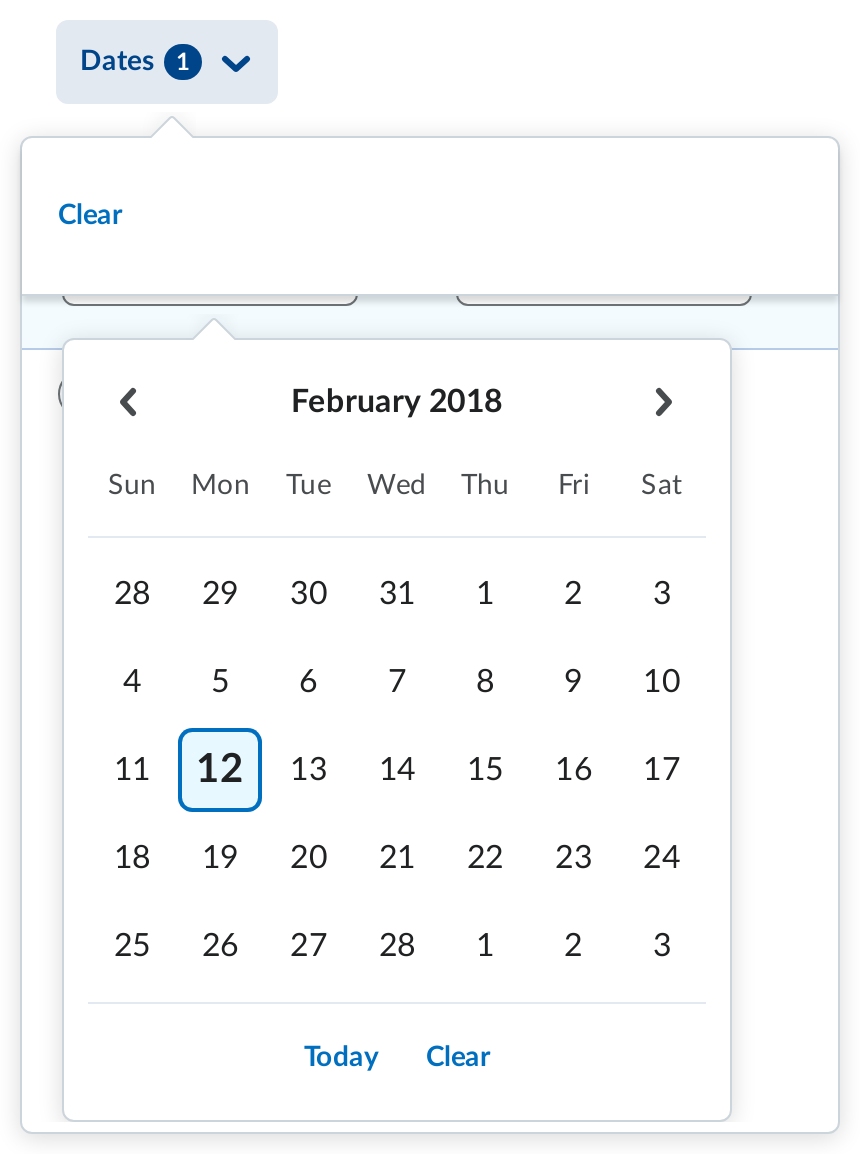 Dates 1
Clear
February 2018
Sun Mon Tue Wed Thu Fri Sat
28 29 30 31 1 2 3
4 5 6 7 8 9 10
11 12 13 14 15 16 17
18 19 20 21 22 23 24
25 26 27 28 1 2 3
Today Clear